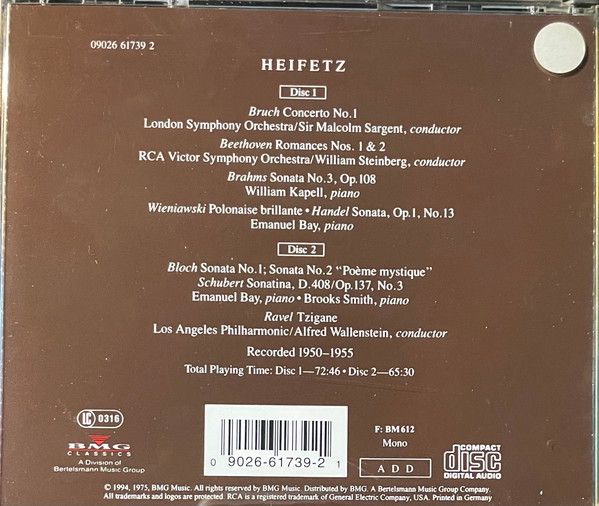 09026 61739 2
HEIFETZ
Disc 1
Bruch Concerto No. 1
London Symphony Orchestra/Sir Malcolm Sargent, conductor
Beethoven Romances Nos. 1 & 2
RCA Victor Symphony Orchestra/William Steinberg, conductor
Brahms Sonata No. 3, Op. 108
William Kapell, piano
Wieniawski Polonaise brillante • Handel Sonata, Op. 1, No. 13
Emanuel Bay, piano
Disc 2
Bloch Sonata No. 1; Sonata No. 2 "Poème mystique"
Schubert Sonatina, D. 408/Op. 137, No. 3
Emanuel Bay, piano • Brooks Smith, piano
Ravel Tzigane
Los Angeles Philharmonic/Alfred Wallenstein, conductor
Recorded 1950–1955
Total Playing Time: Disc 1—72:46 • Disc 2—65:30
LC 0316
BMG
CLASSICS
A Division of
Bertelsmann Music Group
0 9026-61739-2 1
F: BM 612
Mono
ADD
COMPACT
disc
DIGITAL AUDIO
© 1994, 1975, BMG Music. All rights reserved by BMG Music. Distributed by BMG. A Bertelsmann Music Group Company.
All trademarks and logos are protected. RCA is a registered trademark of General Electric Company, USA. Printed in Germany